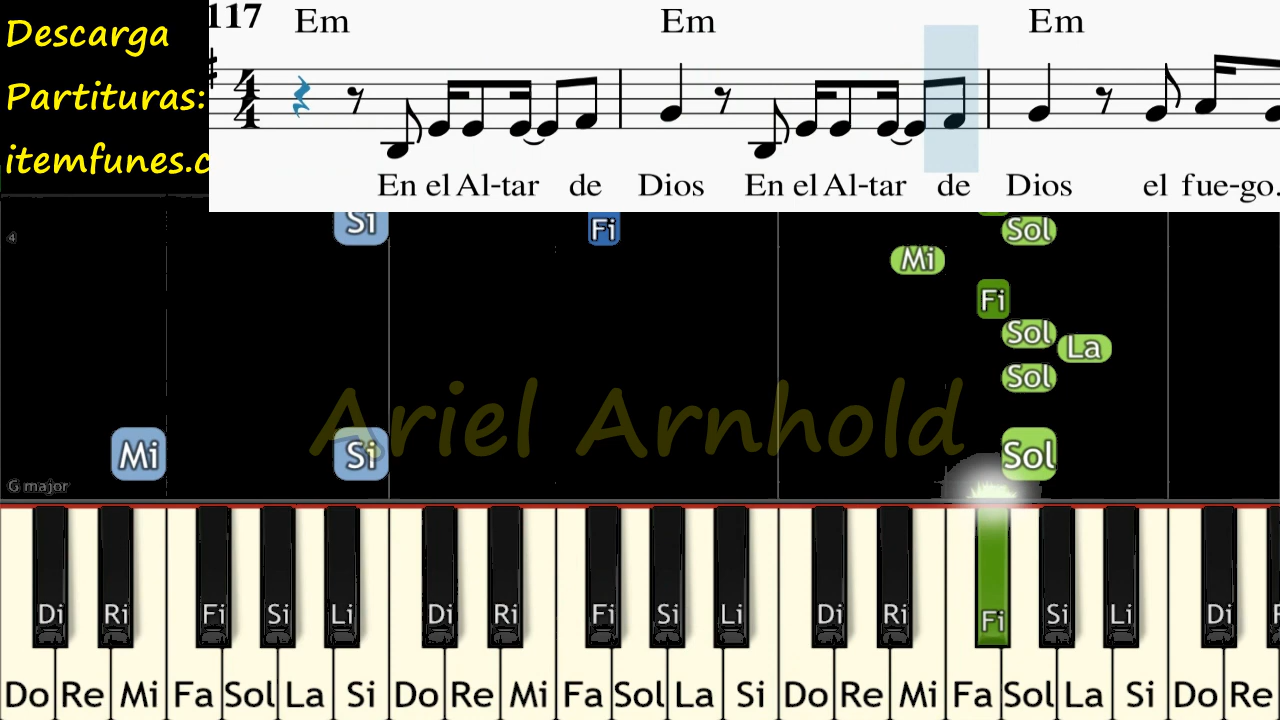 Descarga
Partituras:
itemfunes.c
117
Em Em Em
4 4
En el Al-tar de Dios En el Al-tar de Dios el fue-go.
Si Fi Sol
4
Mi
Fi
Sol La
Sol
Ariel Arnhold
Mi Si Sol
G major
Di Ri Fi Si Li Di Ri Fi Si Li Di Ri Fi Si Li Di
Do Re Mi Fa Sol La Si Do Re Mi Fa Sol La Si Do Re Mi Fa Sol La Si Do Re